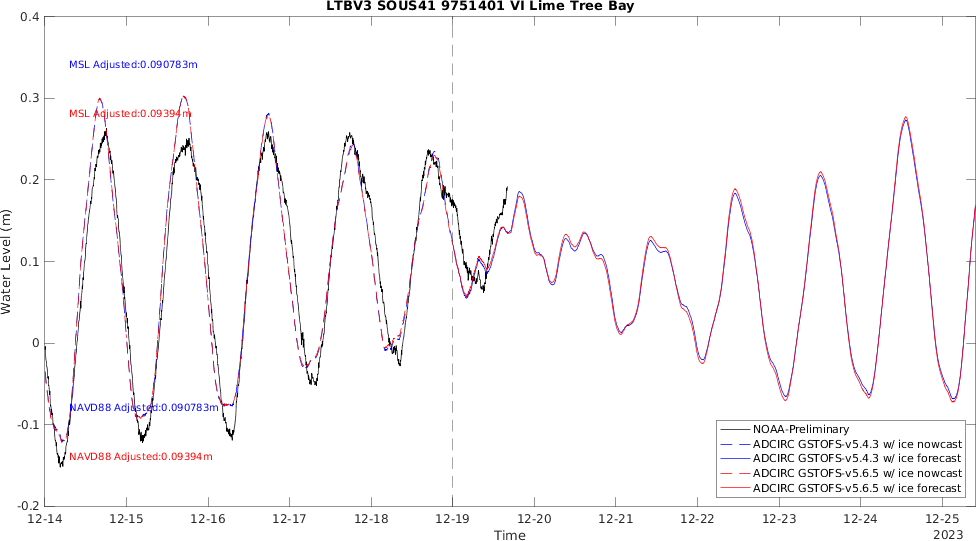 LTBV3 SOUS41 9751401 VI Lime Tree Bay
0.4
0.3
0.2
0.1
0
-0.1
-0.2
Water Level (m)
MSL Adjusted:0.090783m
MSL Adjusted:0.09394m
NAVD88 Adjusted:0.090783m
NAVD88 Adjusted:0.09394m
NOAA-Preliminary
ADCIRC GSTOFS-v5.4.3 w/ ice nowcast
ADCIRC GSTOFS-v5.4.3 w/ ice forecast
ADCIRC GSTOFS-v5.6.5 w/ ice nowcast
ADCIRC GSTOFS-v5.6.5 w/ ice forecast
12-14 12-15 12-16 12-17 12-18 12-19 12-20 12-21 12-22 12-23 12-24 12-25
Time
2023